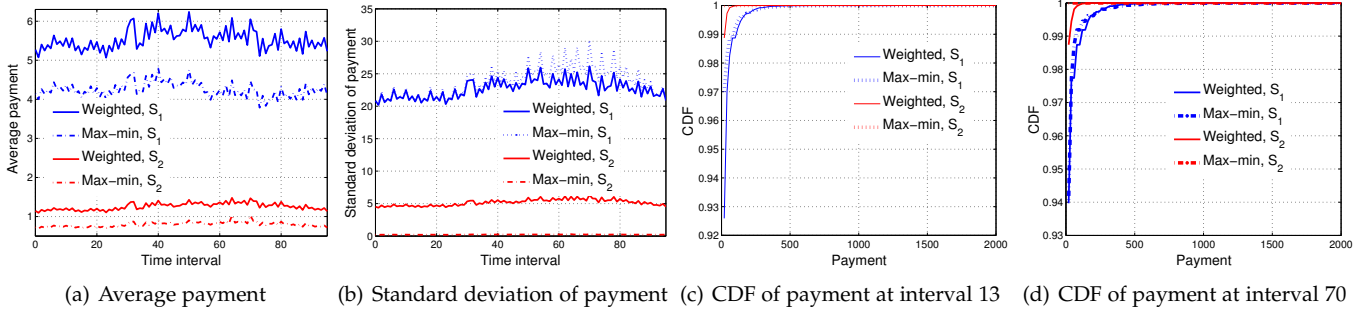 Average payment
6
5
4
3
2
1
0
20
40
60
80
Time interval
Weighted, S1
Max−min, S1
Weighted, S2
Max−min, S2
(a) Average payment
Standard deviation of payment
35
30
25
20
15
10
5
0
0
20
40
60
80
Time interval
Weighted, S1
Max−min, S1
Weighted, S2
Max−min, S2
(b) Standard deviation of payment
CDF
1
0.99
0.98
0.97
0.96
0.95
0.94
0.93
0.92
0
500
1000
1500
2000
Payment
Weighted, S1
Max−min, S1
Weighted, S2
Max−min, S2
(c) CDF of payment at interval 13
CDF
1
0.99
0.98
0.97
0.96
0.95
0.94
0.93
0
500
1000
1500
2000
Payment
Weighted, S1
Max−min, S1
Weighted, S2
Max−min, S2
(d) CDF of payment at interval 70